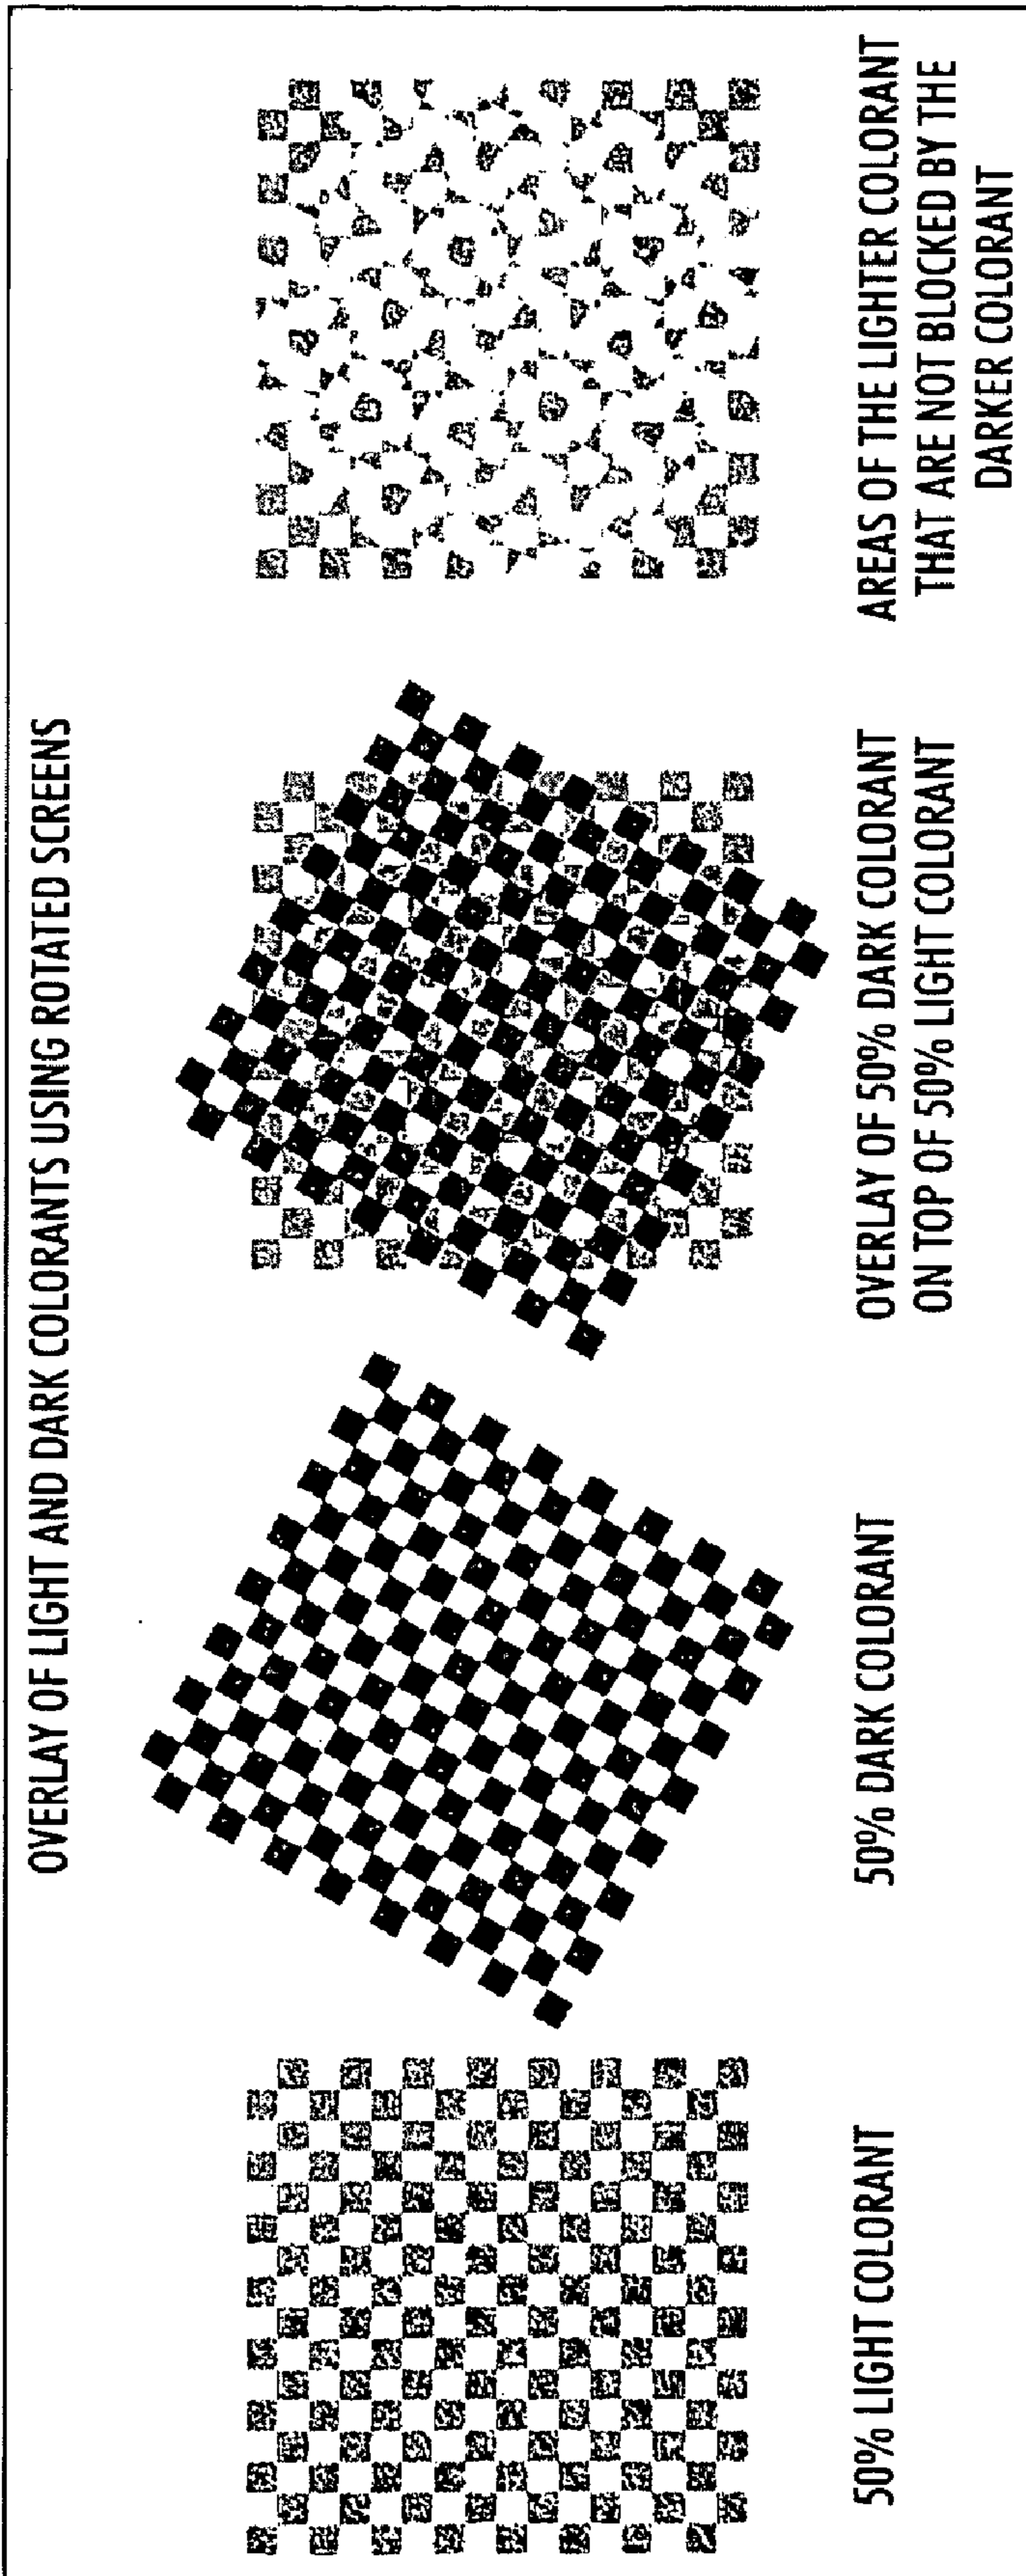 OVERLAY OF LIGHT AND DARK COLORANTS USING ROTATED SCREENS
50% LIGHT COLORANT
50% DARK COLORANT
OVERLAY OF 50% DARK COLORANT
ON TOP OF 50% LIGHT COLORANT
AREAS OF THE LIGHTER COLORANT
THAT ARE NOT BLOCKED BY THE
DARKER COLORANT